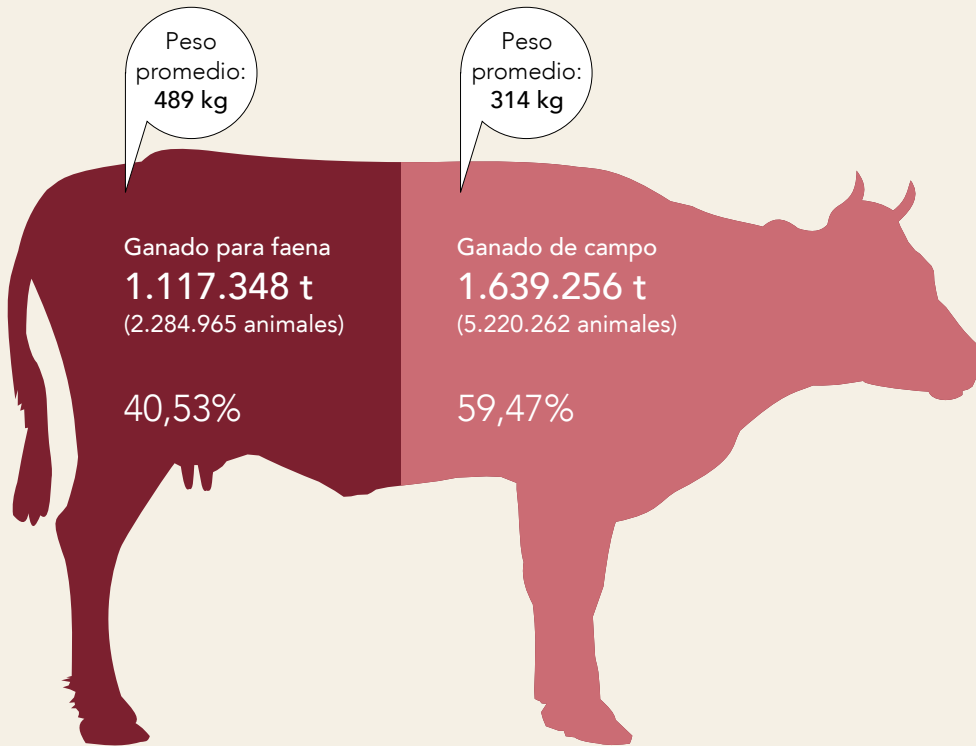 Peso
promedio:
489 kg
Peso
promedio:
314 kg
Ganado para faena
1.117.348 t
(2.284.965 animales)
40,53%
Ganado de campo
1.639.256 t
(5.220.262 animales)
59,47%